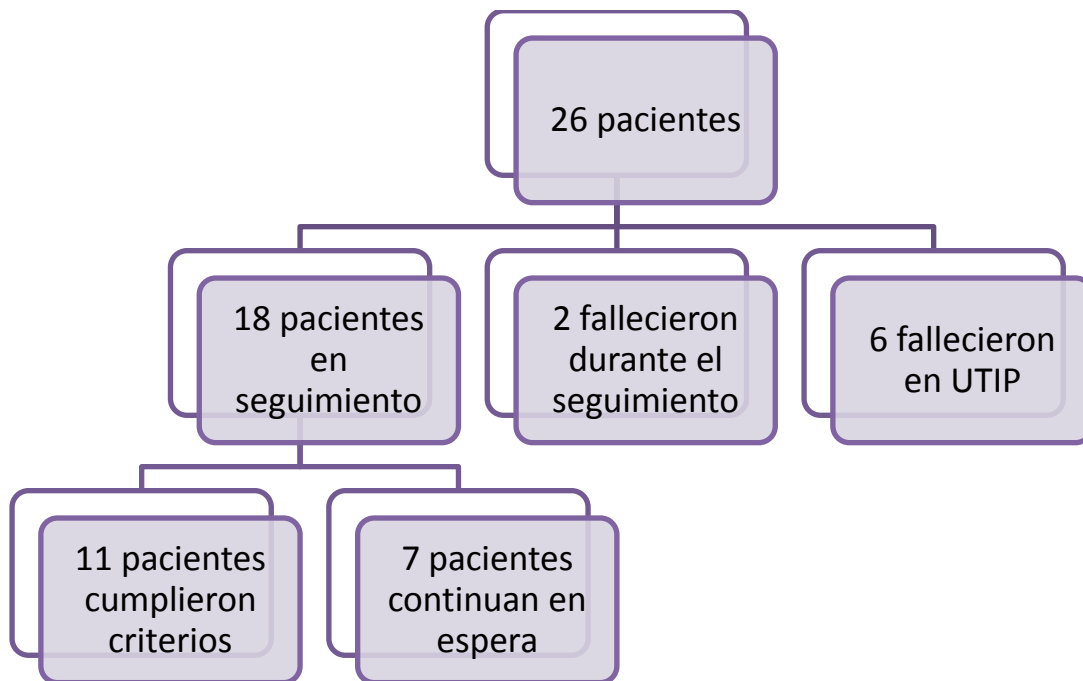 26 pacientes
18 pacientes
en
seguimiento
2 fallecieron
durante el
seguimiento
6 fallecieron
en UTIP
11 pacientes
cumplieron
criterios
7 pacientes
continuan en
espera